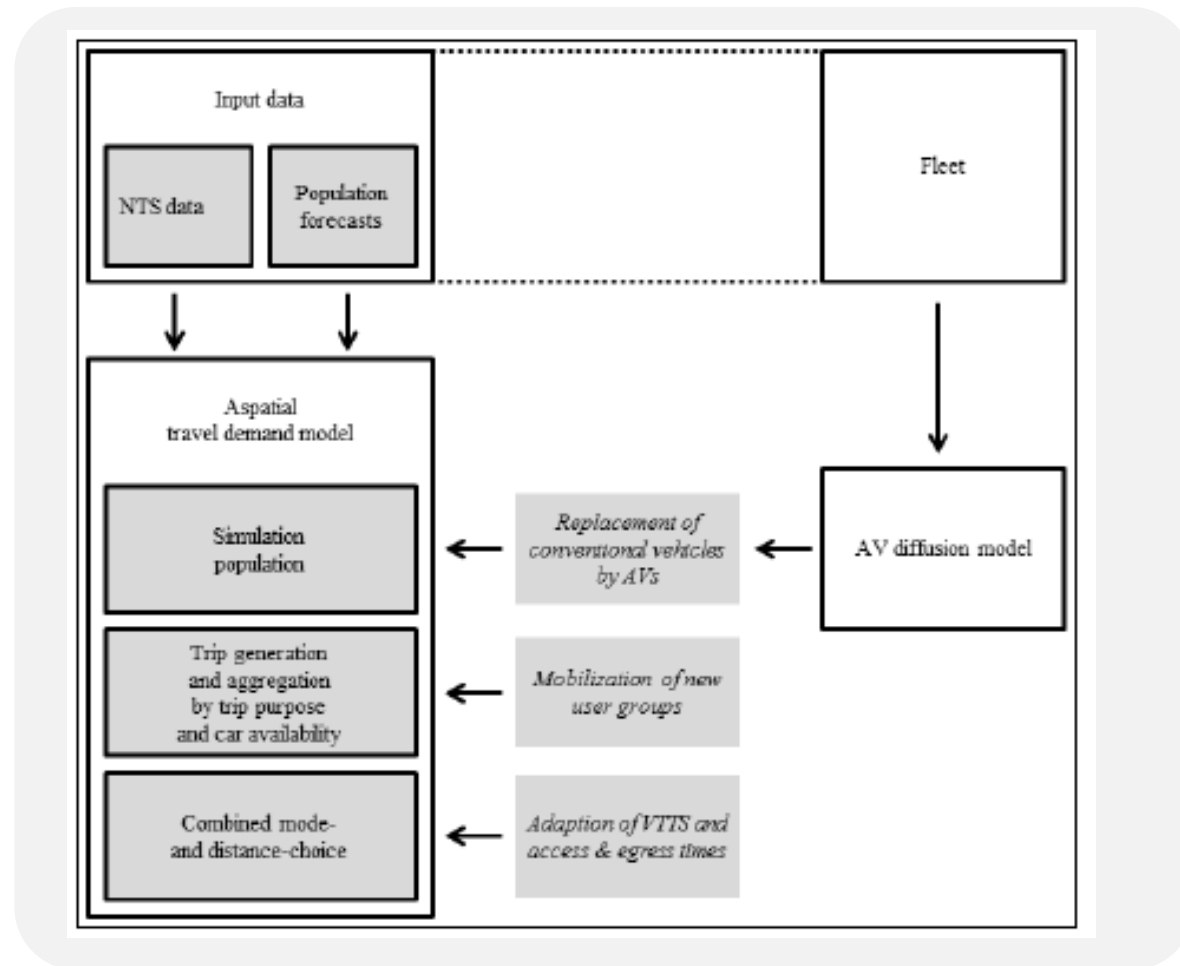 Input data
NTS data
Population
forecasts
Fleet
Aspatial
travel demand model
Simulation
population
Replacement of
conventional vehicles
by AVs
AV diffusion model
Trip generation
and aggregation
by trip purpose
and car availability
Mobilization of new
user groups
Combined mode-
and distance-choice
Adaption of VTTS and
access & egress times